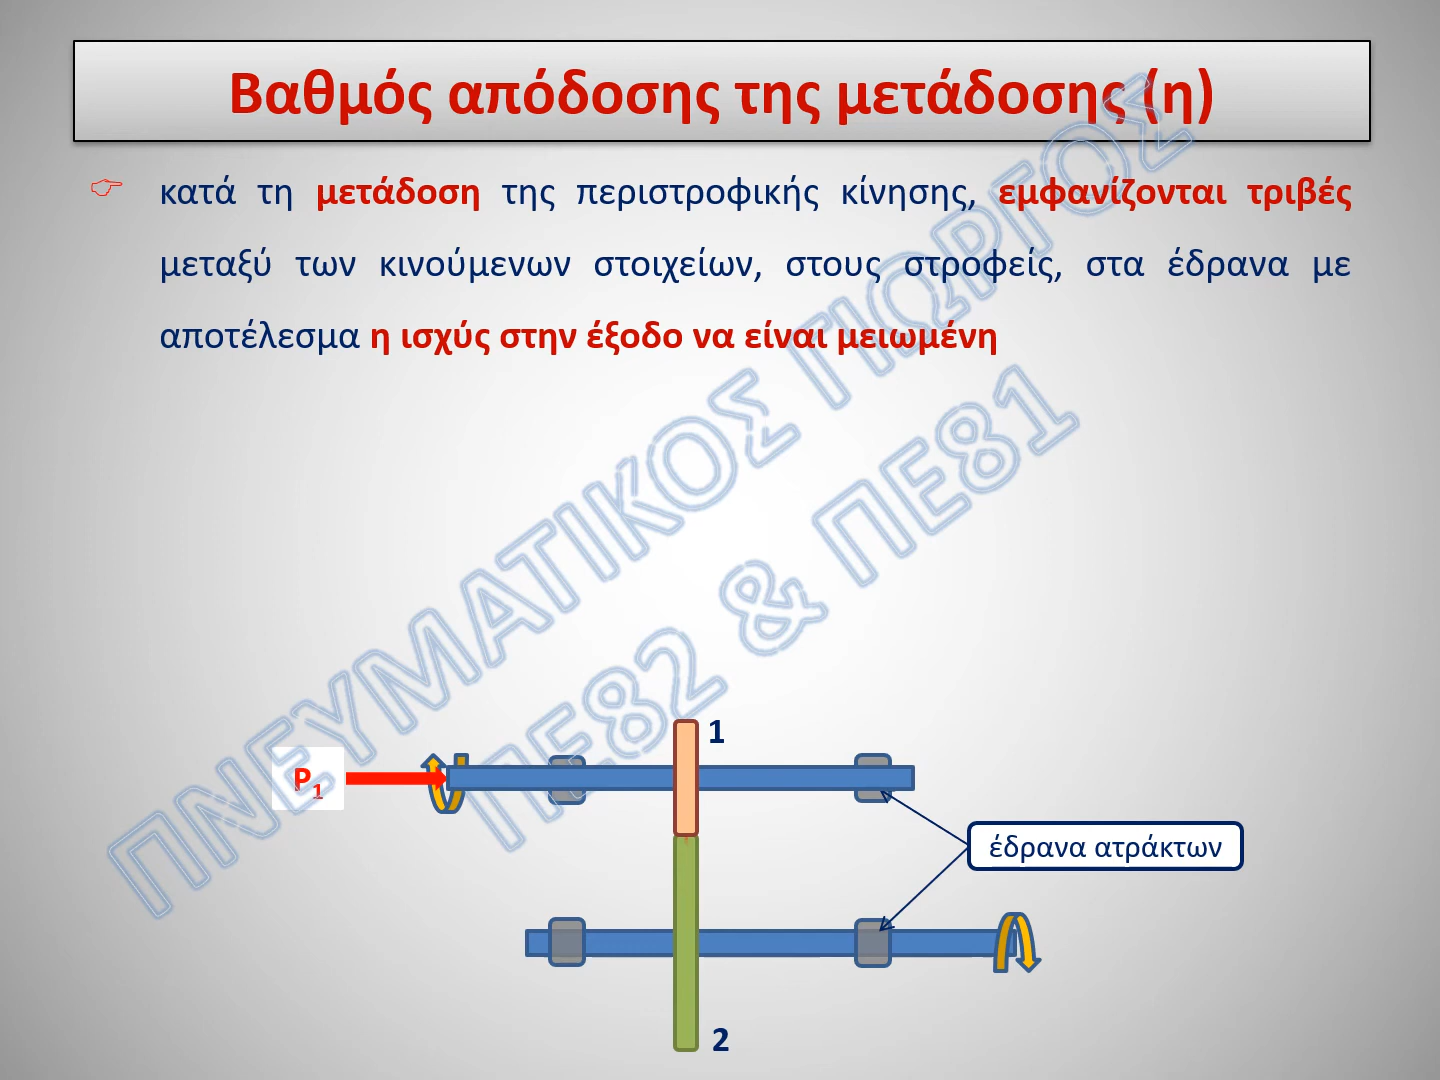 Βαθμός απόδοσης της μετάδοσης (η)
☞ κατά τη μετάδοση της περιστροφικής κίνησης, εμφανίζονται τριβές
μεταξύ των κινούμενων στοιχείων, στους στροφείς, στα έδρανα με
αποτέλεσμα η ισχύς στην έξοδο να είναι μειωμένη
ΠΝΕΥΜΑΤΙΚΟΣ ΓΙΩΡΓΟΣ
ΠΕ82 & ΠΕ81
1
P₁
έδρανα ατράκτων
2